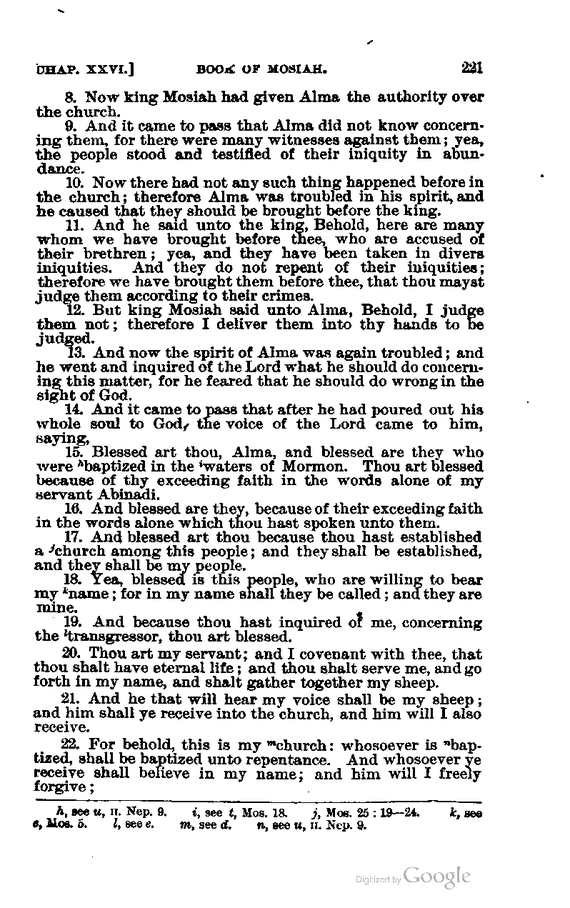 CHAP. XXVI.] BOOK OF MOSIAH. 221
8. Now king Mosiah had given Alma the authority over
the church.
9. And it came to pass that Alma did not know concern-
ing them, for there were many witnesses against them; yea,
the people stood and testified of their iniquity in abun-
dance.
10. Now there had not any such thing happened before in
the church; therefore Alma was troubled in his spirit, and
he caused that they should be brought before the king.
11. And he said unto the king, Behold, here are many
whom we have brought before thee, who are accused of
their brethren; yea, and they have been taken in divers
iniquities. And they do not repent of their iniquities;
therefore we have brought them before thee, that thou mayst
judge them according to their crimes.
12. But king Mosiah said unto Alma, Behold, I judge
them not; therefore I deliver them into thy hands to be
judged.
13. And now the spirit of Alma was again troubled; and
he went and inquired of the Lord what he should do concern-
ing this matter, for he feared that he should do wrong in the
sight of God.
14. And it came to pass that after he had poured out his
whole soul to God, the voice of the Lord came to him,
saying,
15. Blessed art thou, Alma, and blessed are they who
were hbaptized in the iwaters of Mormon. Thou art blessed
because of thy exceeding faith in the words alone of my
servant Abinadi.
16. And blessed are they, because of their exceeding faith
in the words alone which thou hast spoken unto them.
17. And blessed art thou because thou hast established
a jchurch among this people; and they shall be established,
and they shall be my people.
18. Yea, blessed is this people, who are willing to bear
my kname; for in my name shall they be called; and they are
mine.
19. And because thou hast inquired of me, concerning
the ltransgressor, thou art blessed.
20. Thou art my servant; and I covenant with thee, that
thou shalt have eternal life; and thou shalt serve me, and go
forth in my name, and shalt gather together my sheep.
21. And he that will hear my voice shall be my sheep;
and him shall ye receive into the church, and him will I also
receive.
22. For behold, this is my mchurch: whosoever is nbap-
tized, shall be baptized unto repentance. And whosoever ye
receive shall believe in my name; and him will I freely
forgive;
h, see u, II. Nep. 9. i, see t, Mos. 18. j, Mos. 25 : 19—24. k, see
e, Mos. 5. l, see e. m, see d. n, see u, II. Nep. 9.
Digitized by Google